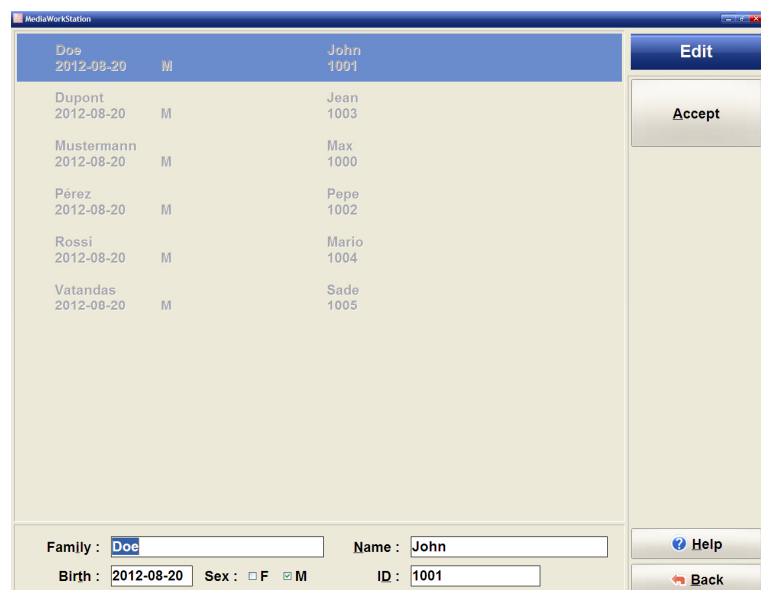 MediaWorkStation
Doe John
2012-08-20 M 1001
Dupont Jean
2012-08-20 M 1003
Mustermann Max
2012-08-20 M 1000
Pérez Pepe
2012-08-20 M 1002
Rossi Mario
2012-08-20 M 1004
Vatandas Sade
2012-08-20 M 1005
Edit
Accept
Family : Doe Name : John
Birth : 2012-08-20 Sex : F M ID : 1001
Help
Back